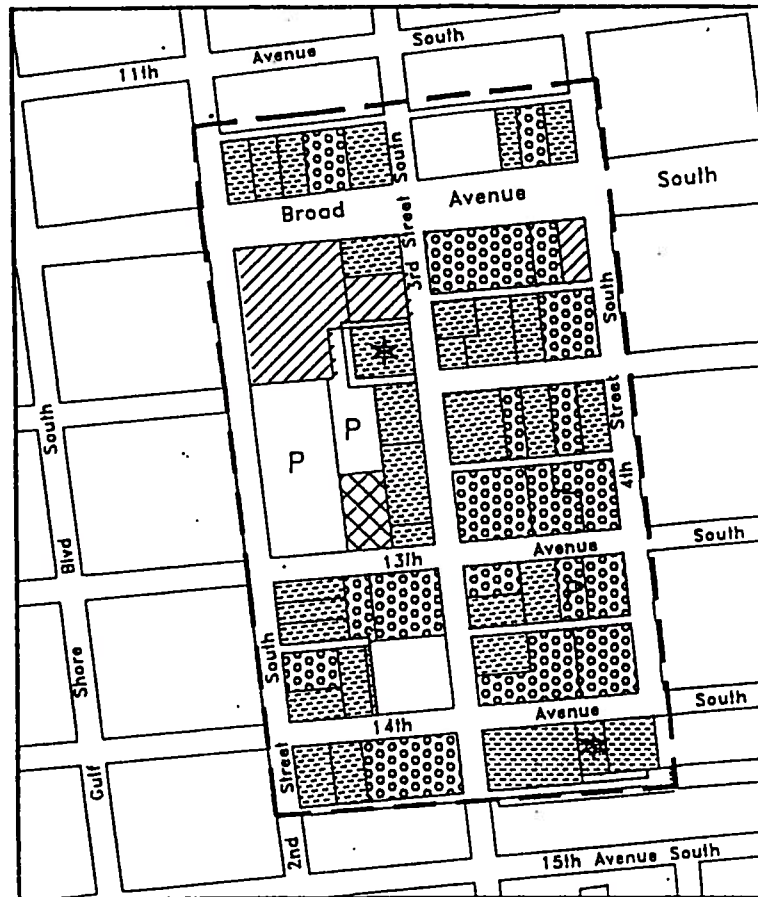 11th Avenue South
Broad Avenue South
3rd Street South
South
Street
4th
P
P
13th Avenue South
South
Blvd
Shore
Gulf
14th Avenue South
South
Street
2nd
15th Avenue South